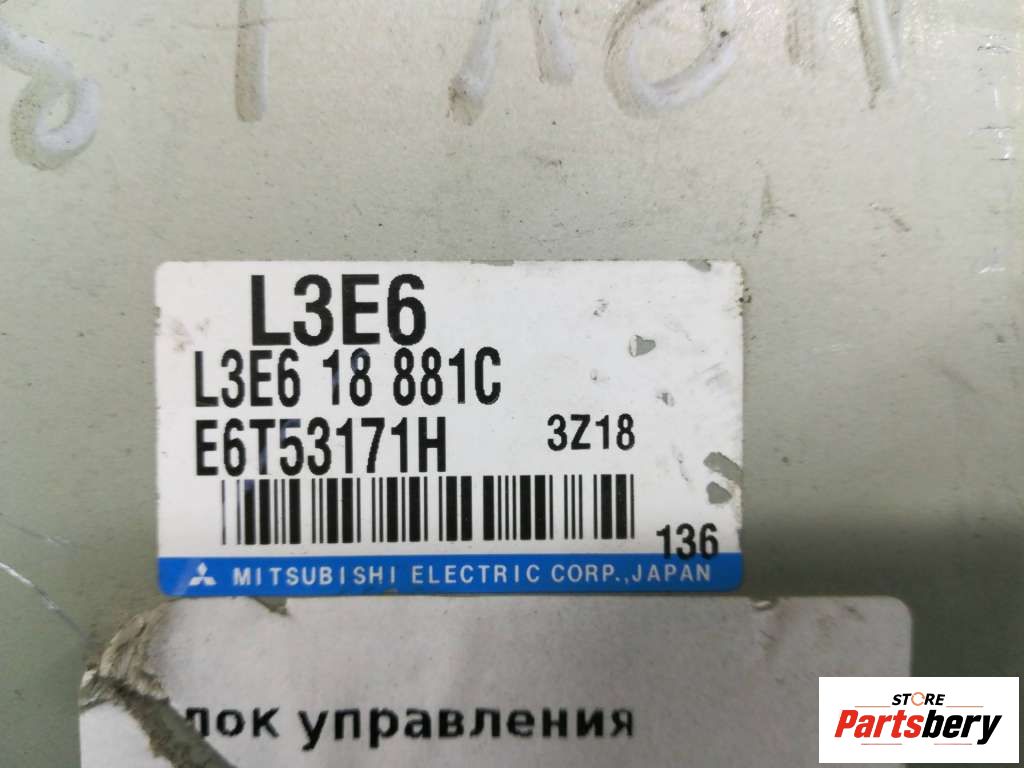 L3E6
L3E6 18 881C
E6T53171H 3Z18
136
MITSUBISHI ELECTRIC CORP.,JAPAN
лок управления
STORE
Partsbery